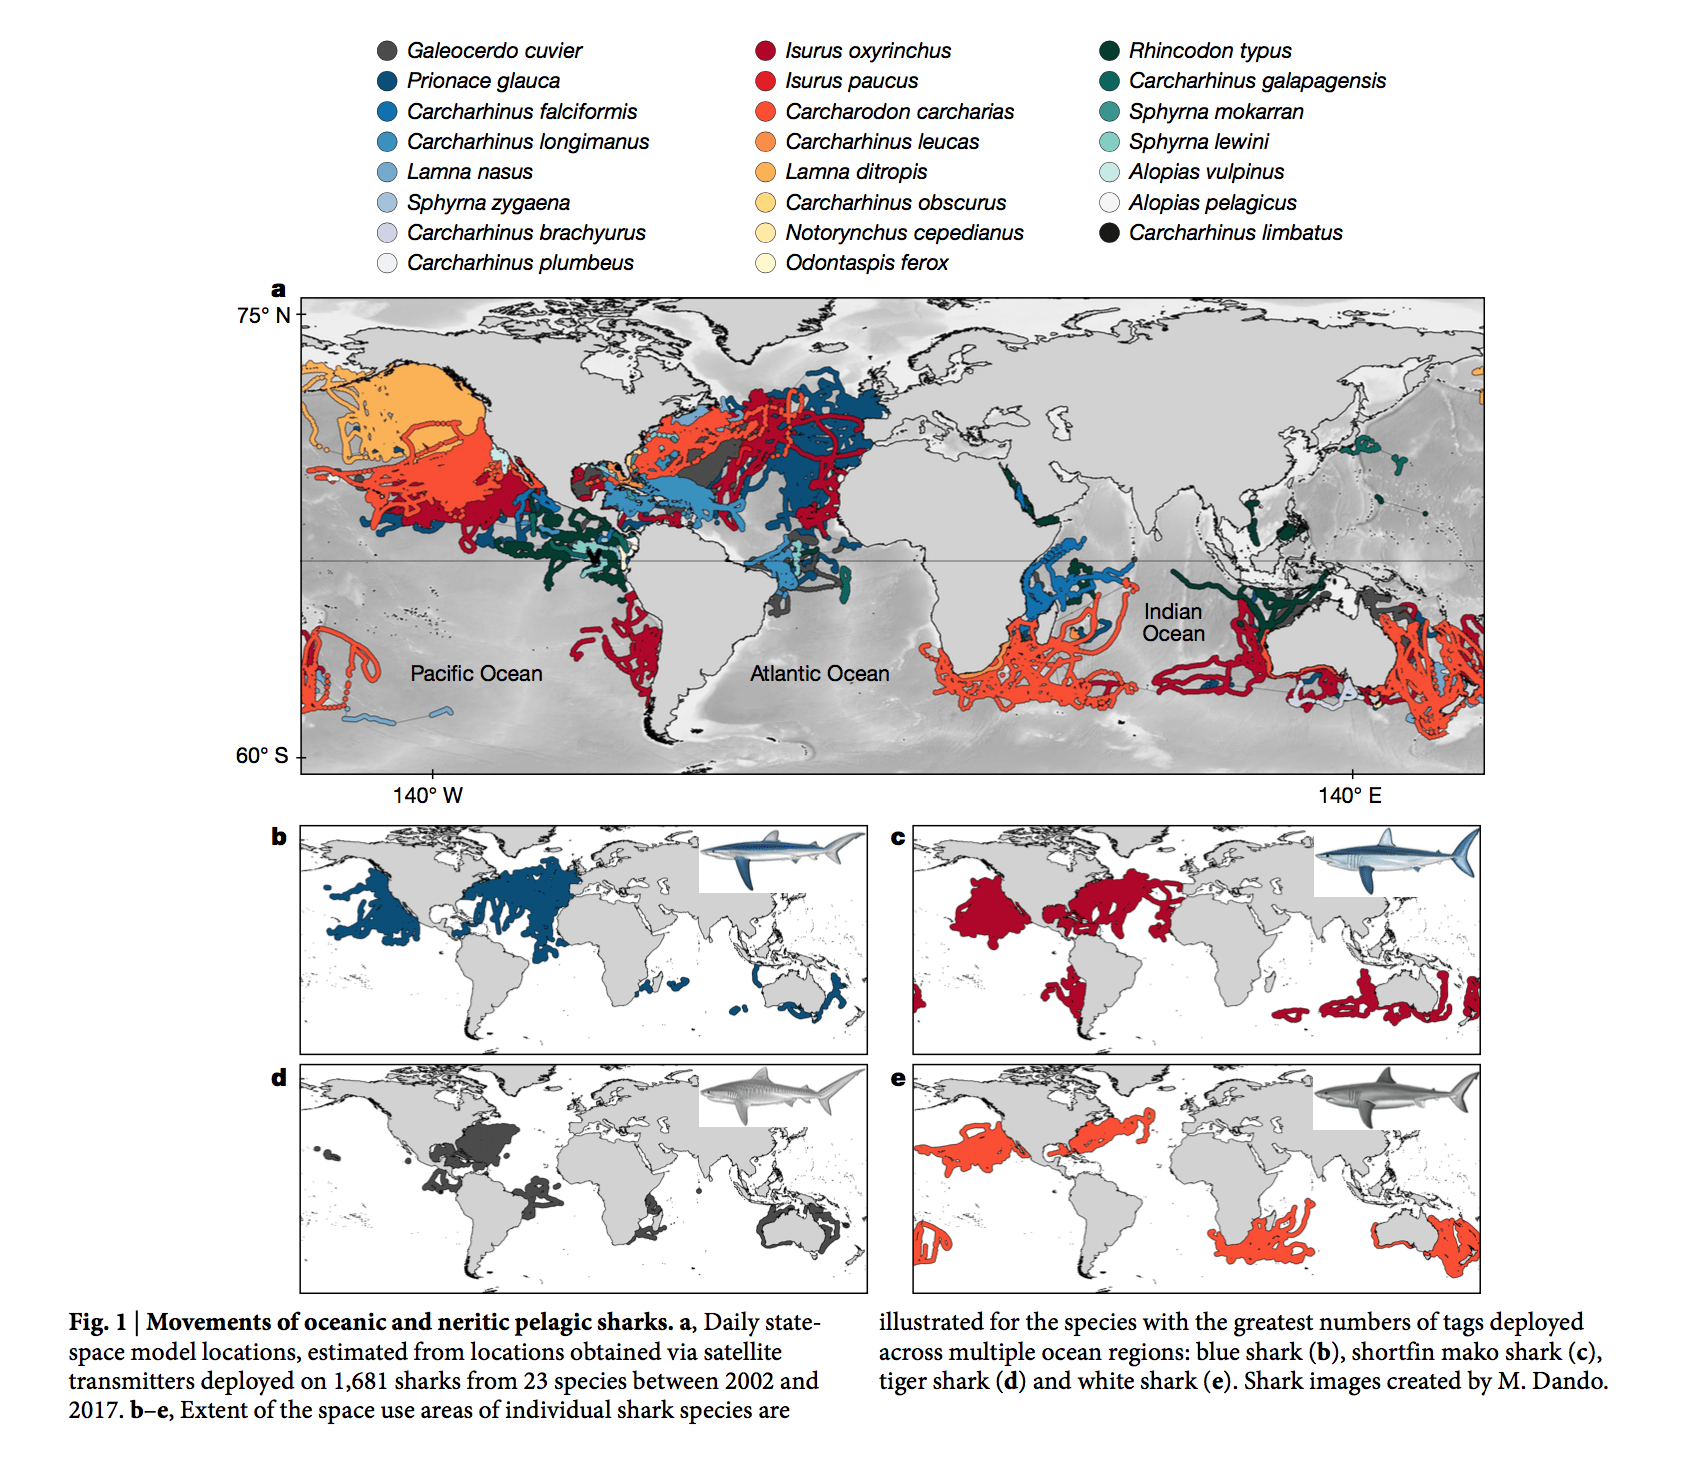 Galeocerdo cuvier
Prionace glauca
Carcharhinus falciformis
Carcharhinus longimanus
Lamna nasus
Sphyrna zygaena
Carcharhinus brachyurus
Carcharhinus plumbeus
Isurus oxyrinchus
Isurus paucus
Carcharodon carcharias
Carcharhinus leucas
Lamna ditropis
Carcharhinus obscurus
Notorynchus cepedianus
Odontaspis ferox
Rhincodon typus
Carcharhinus galapagensis
Sphyrna mokarran
Sphyrna lewini
Alopias vulpinus
Alopias pelagicus
Carcharhinus limbatus
a
75° N
Indian
Ocean
Pacific Ocean
Atlantic Ocean
60° S
140° W
140° E
b
c
d
e
Fig. 1 | Movements of oceanic and neritic pelagic sharks. a, Daily state-
space model locations, estimated from locations obtained via satellite
transmitters deployed on 1,681 sharks from 23 species between 2002 and
2017. b–e, Extent of the space use areas of individual shark species are
illustrated for the species with the greatest numbers of tags deployed
across multiple ocean regions: blue shark (b), shortfin mako shark (c),
tiger shark (d) and white shark (e). Shark images created by M. Dando.